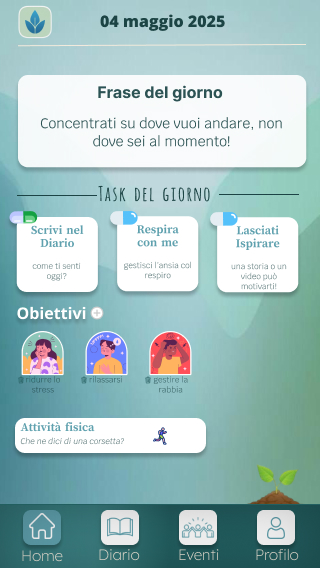 04 maggio 2025
Frase del giorno
Concentrati su dove vuoi andare, non
dove sei al momento!
Task del giorno
Scrivi nel
Diario
come ti senti
oggi?
Respira
con me
gestisci l'ansia col
respiro
Lasciati
Ispirare
una storia o un
video può
motivarti!
Obiettivi
ridurre lo
stress
rilassarsi
gestire la
rabbia
Attività fisica
Che ne dici di una corsetta?
Home
Diario
Eventi
Profilo